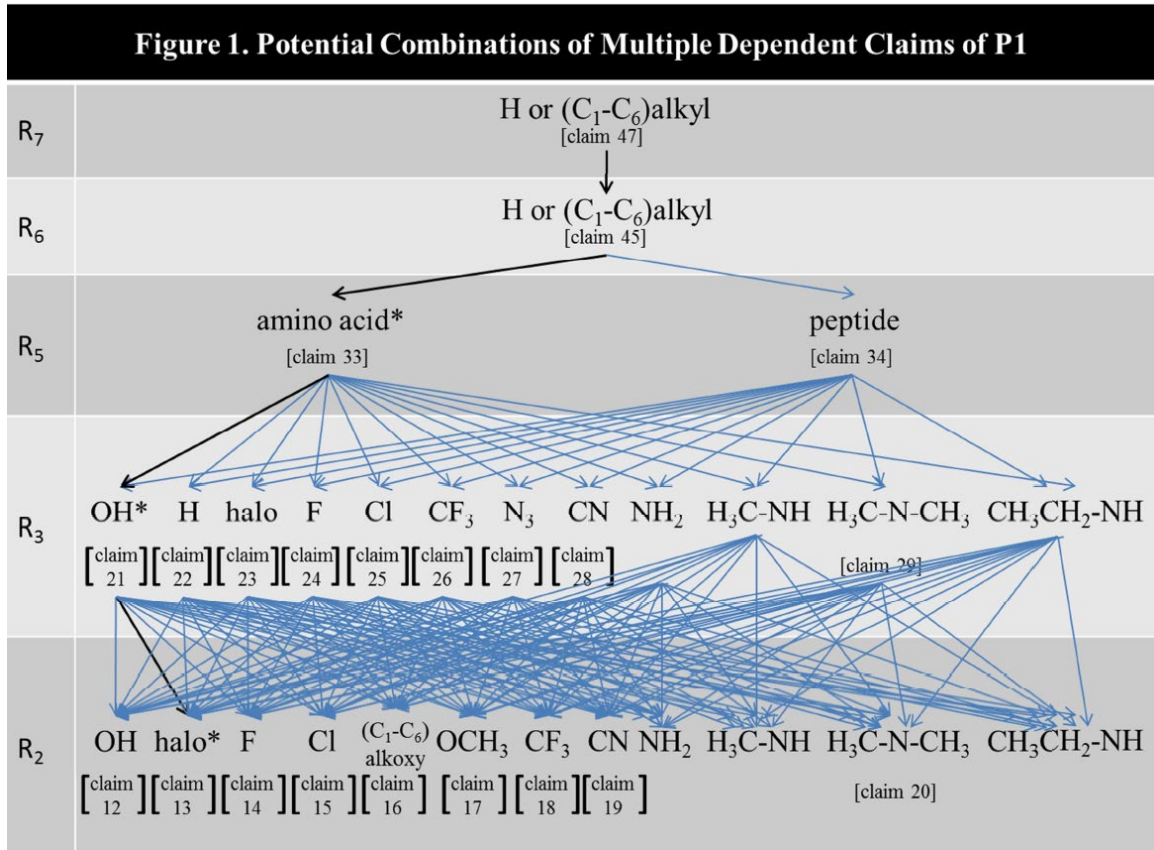 Figure 1. Potential Combinations of Multiple Dependent Claims of P1
R₇
H or (C₁-C₆)alkyl
[claim 47]
R₆
H or (C₁-C₆)alkyl
[claim 45]
R₅
amino acid* peptide
[claim 33] [claim 34]
R₃
OH* H halo F Cl CF₃ N₃ CN NH₂ H₃C-NH H₃C-N-CH₃ CH₃CH₂-NH
[claim 21] [claim 22] [claim 23] [claim 24] [claim 25] [claim 26] [claim 27] [claim 28] [claim 29]
R₂
OH halo* F Cl (C₁-C₆) alkoxy OCH₃ CF₃ CN NH₂ H₃C-NH H₃C-N-CH₃ CH₃CH₂-NH
[claim 12] [claim 13] [claim 14] [claim 15] [claim 16] [claim 17] [claim 18] [claim 19] [claim 20]